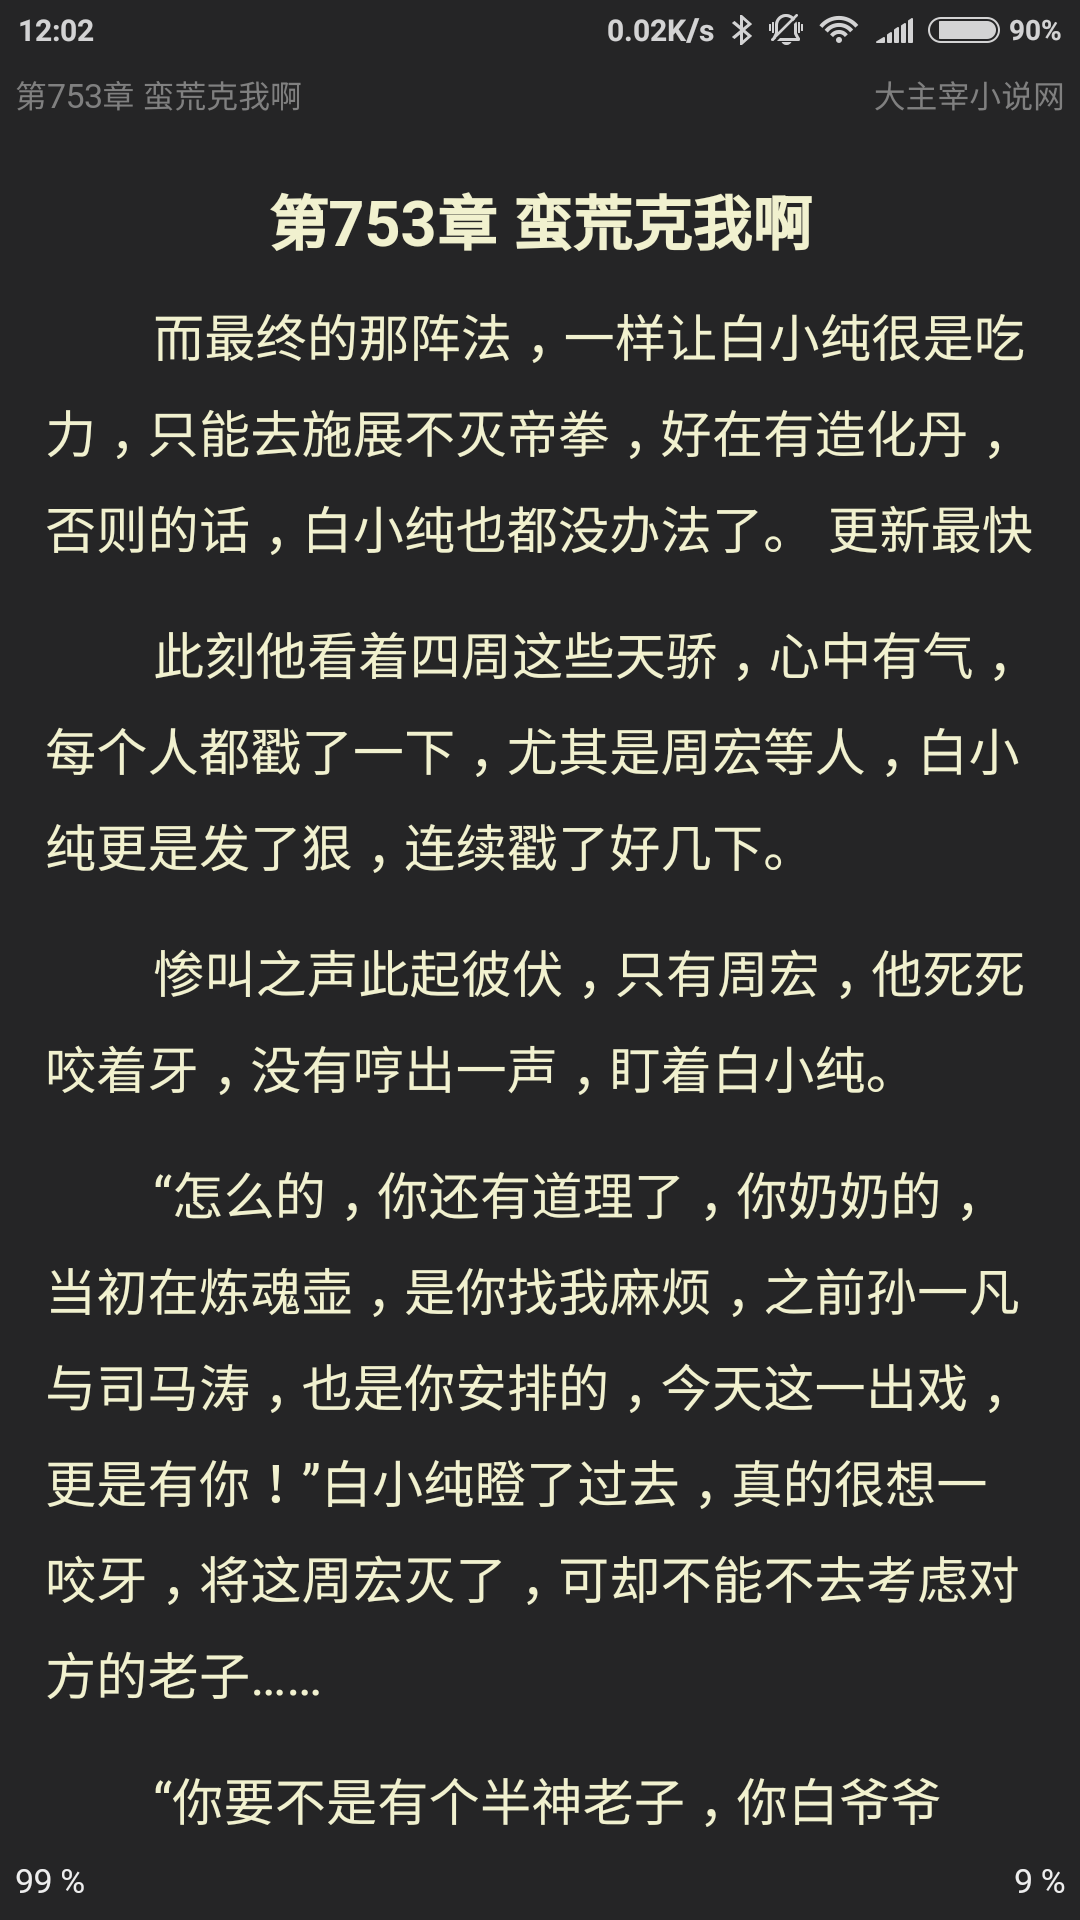 12:02 0.02K/s 90%
第753章 蛮荒克我啊 大主宰小说网
第753章 蛮荒克我啊
而最终的那阵法，一样让白小纯很是吃
力，只能去施展不灭帝拳，好在有造化丹，
否则的话，白小纯也都没办法了。 更新最快
此刻他看着四周这些天骄，心中有气，
每个人都戳了一下，尤其是周宏等人，白小
纯更是发了狠，连续戳了好几下。
惨叫之声此起彼伏，只有周宏，他死死
咬着牙，没有哼出一声，盯着白小纯。
“怎么的，你还有道理了，你奶奶的，
当初在炼魂壶，是你找我麻烦，之前孙一凡
与司马涛，也是你安排的，今天这一出戏，
更是有你！”白小纯瞪了过去，真的很想一
咬牙，将这周宏灭了，可却不能不去考虑对
方的老子……
“你要不是有个半神老子，你白爷爷
99 % 9 %